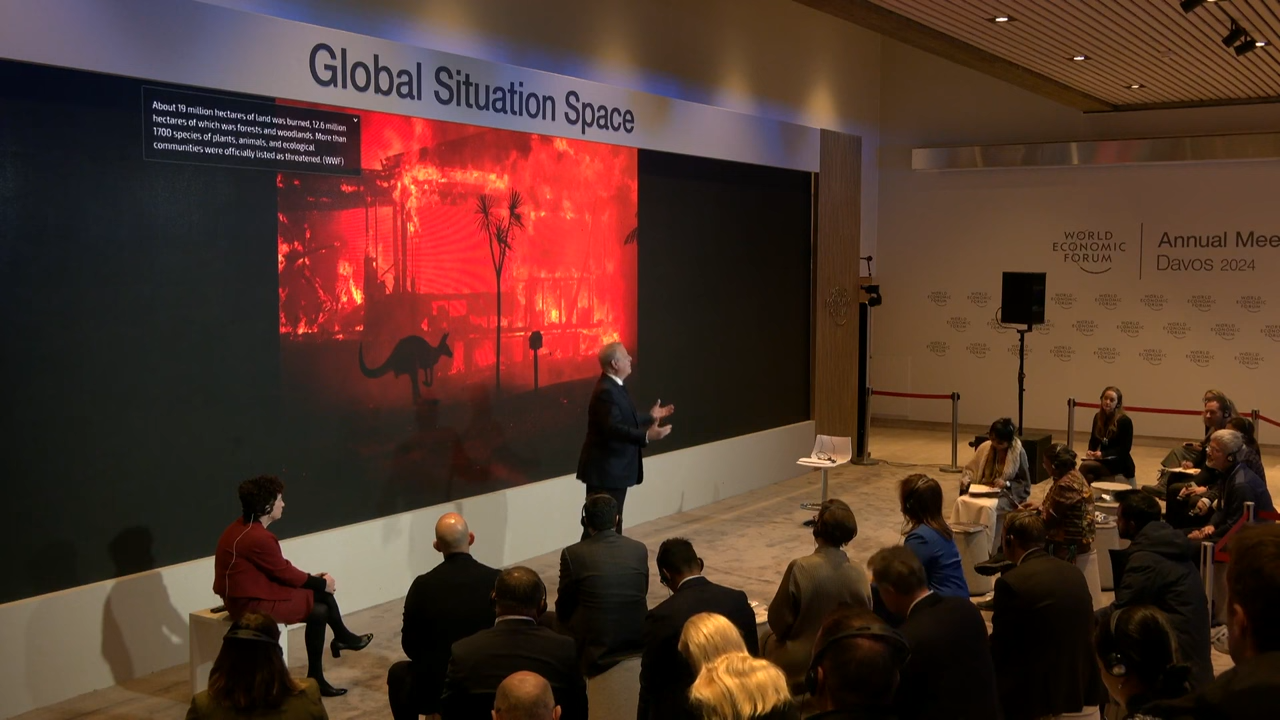 Global Situation Space
About 19 million hectares of land was burned, 12.6 million
hectares of which was forests and woodlands. More than
1700 species of plants, animals, and ecological
communities were officially listed as threatened. (WWF)
WORLD
ECONOMIC
FORUM
Annual Mee
Davos 2024